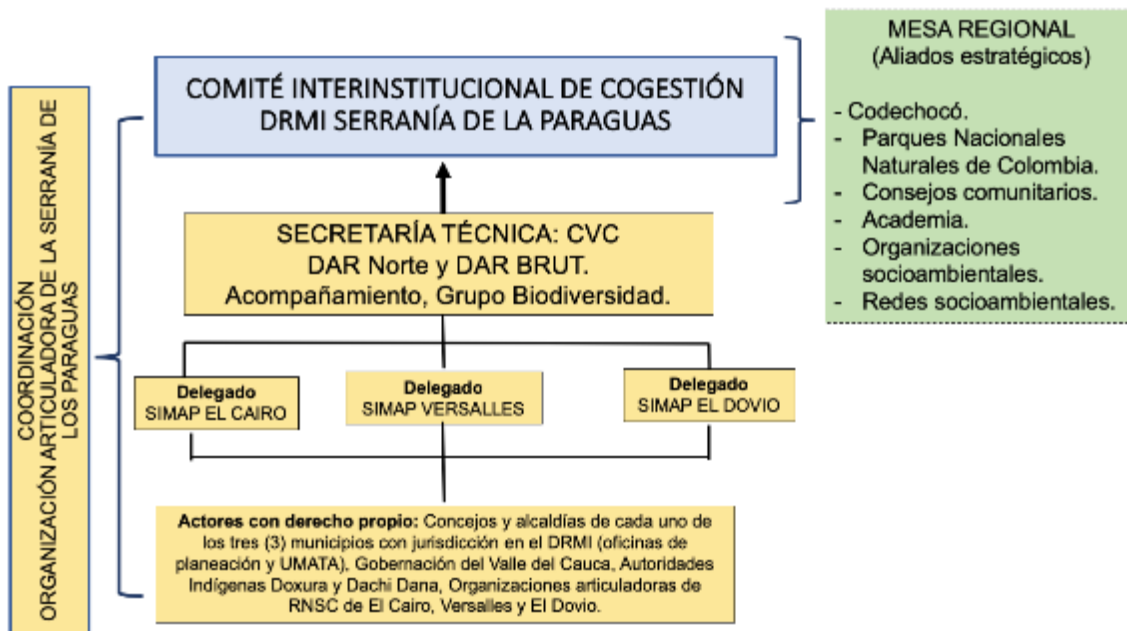 COORDINACIÓN
ORGANIZACIÓN ARTICULADORA DE LA SERRANÍA DE
LOS PARAGUAS
COMITÉ INTERINSTITUCIONAL DE COGESTIÓN
DRMI SERRANÍA DE LA PARAGUAS
SECRETARÍA TÉCNICA: CVC
DAR Norte y DAR BRUT.
Acompañamiento, Grupo Biodiversidad.
Delegado
SIMAP EL CAIRO
Delegado
SIMAP VERSALLES
Delegado
SIMAP EL DOVIO
Actores con derecho propio: Concejos y alcaldías de cada uno de
los tres (3) municipios con jurisdicción en el DRMI (oficinas de
planeación y UMATA), Gobernación del Valle del Cauca, Autoridades
Indígenas Doxura y Dachi Dana, Organizaciones articuladoras de
RNSC de El Cairo, Versalles y El Dovio.
MESA REGIONAL
(Aliados estratégicos)
- Codechocó.
- Parques Nacionales
Naturales de Colombia.
- Consejos comunitarios.
- Academia.
- Organizaciones
socioambientales.
- Redes socioambientales.